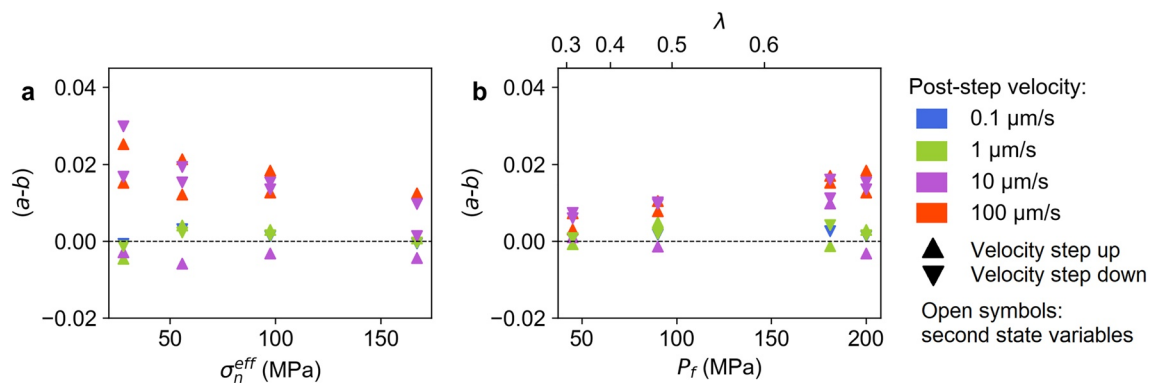 a
0.04
0.02
0.00
−0.02
(a-b)
50
100
150
σₙᵉᶠᶠ (MPa)
λ
0.3 0.4 0.5 0.6
b
0.04
0.02
0.00
−0.02
(a-b)
50 100 150 200
P_f (MPa)
Post-step velocity:
0.1 µm/s
1 µm/s
10 µm/s
100 µm/s
Velocity step up
Velocity step down
Open symbols:
second state variables